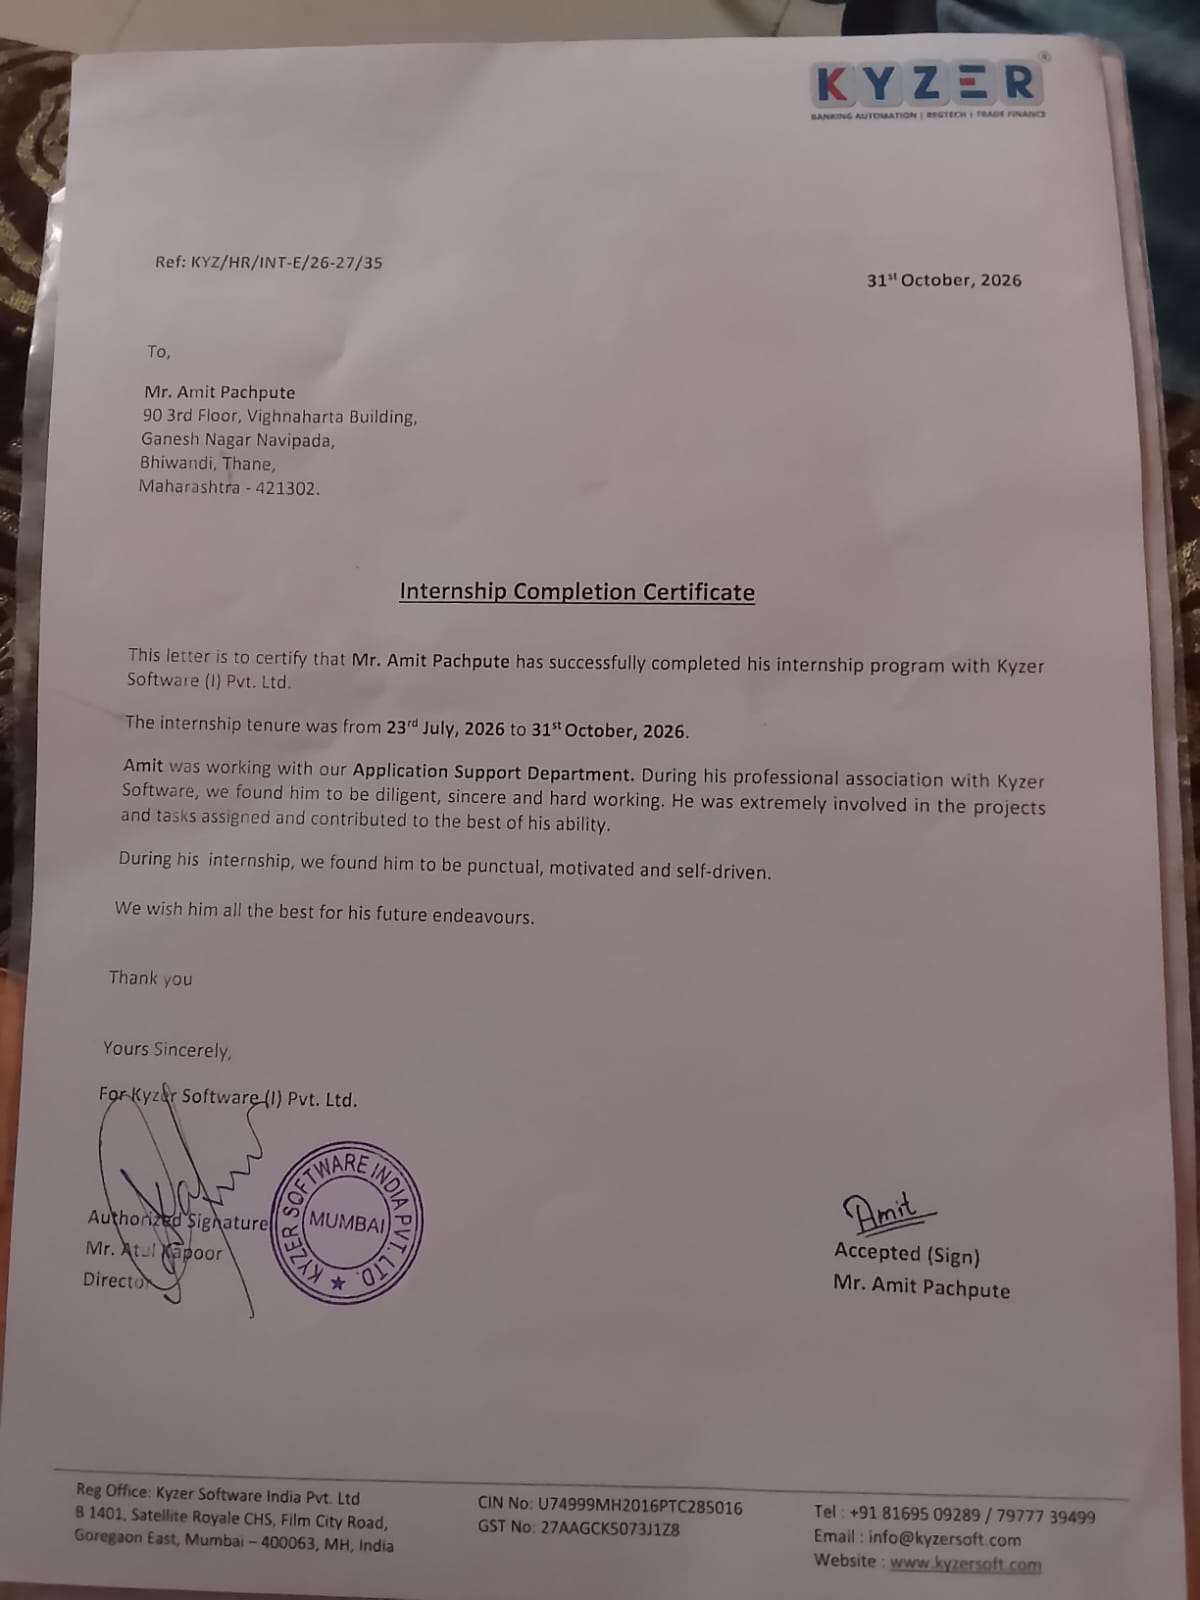 KYZER®
BANKING AUTOMATION | REGTECH | TRADE FINANCE
Ref: KYZ/HR/INT-E/26-27/35
31st October, 2026
To,
Mr. Amit Pachpute
90 3rd Floor, Vighnaharta Building,
Ganesh Nagar Navipada,
Bhiwandi, Thane,
Maharashtra - 421302.
Internship Completion Certificate
This letter is to certify that Mr. Amit Pachpute has successfully completed his internship program with Kyzer
Software (I) Pvt. Ltd.
The internship tenure was from 23rd July, 2026 to 31st October, 2026.
Amit was working with our Application Support Department. During his professional association with Kyzer
Software, we found him to be diligent, sincere and hard working. He was extremely involved in the projects
and tasks assigned and contributed to the best of his ability.
During his internship, we found him to be punctual, motivated and self-driven.
We wish him all the best for his future endeavours.
Thank you
Yours Sincerely,
For Kyzer Software (I) Pvt. Ltd.
Authorized Signature
Mr. Atul Kapoor
Director
KYZER SOFTWARE INDIA PVT. LTD.
MUMBAI
Amit
Accepted (Sign)
Mr. Amit Pachpute
Reg Office: Kyzer Software India Pvt. Ltd
B 1401, Satellite Royale CHS, Film City Road,
Goregaon East, Mumbai – 400063, MH, India
CIN No: U74999MH2016PTC285016
GST No: 27AAGCK5073J1Z8
Tel : +91 81695 09289 / 79777 39499
Email : info@kyzersoft.com
Website : www.kyzersoft.com